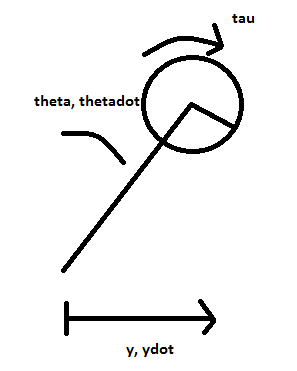 tau
theta, thetadot
y, ydot